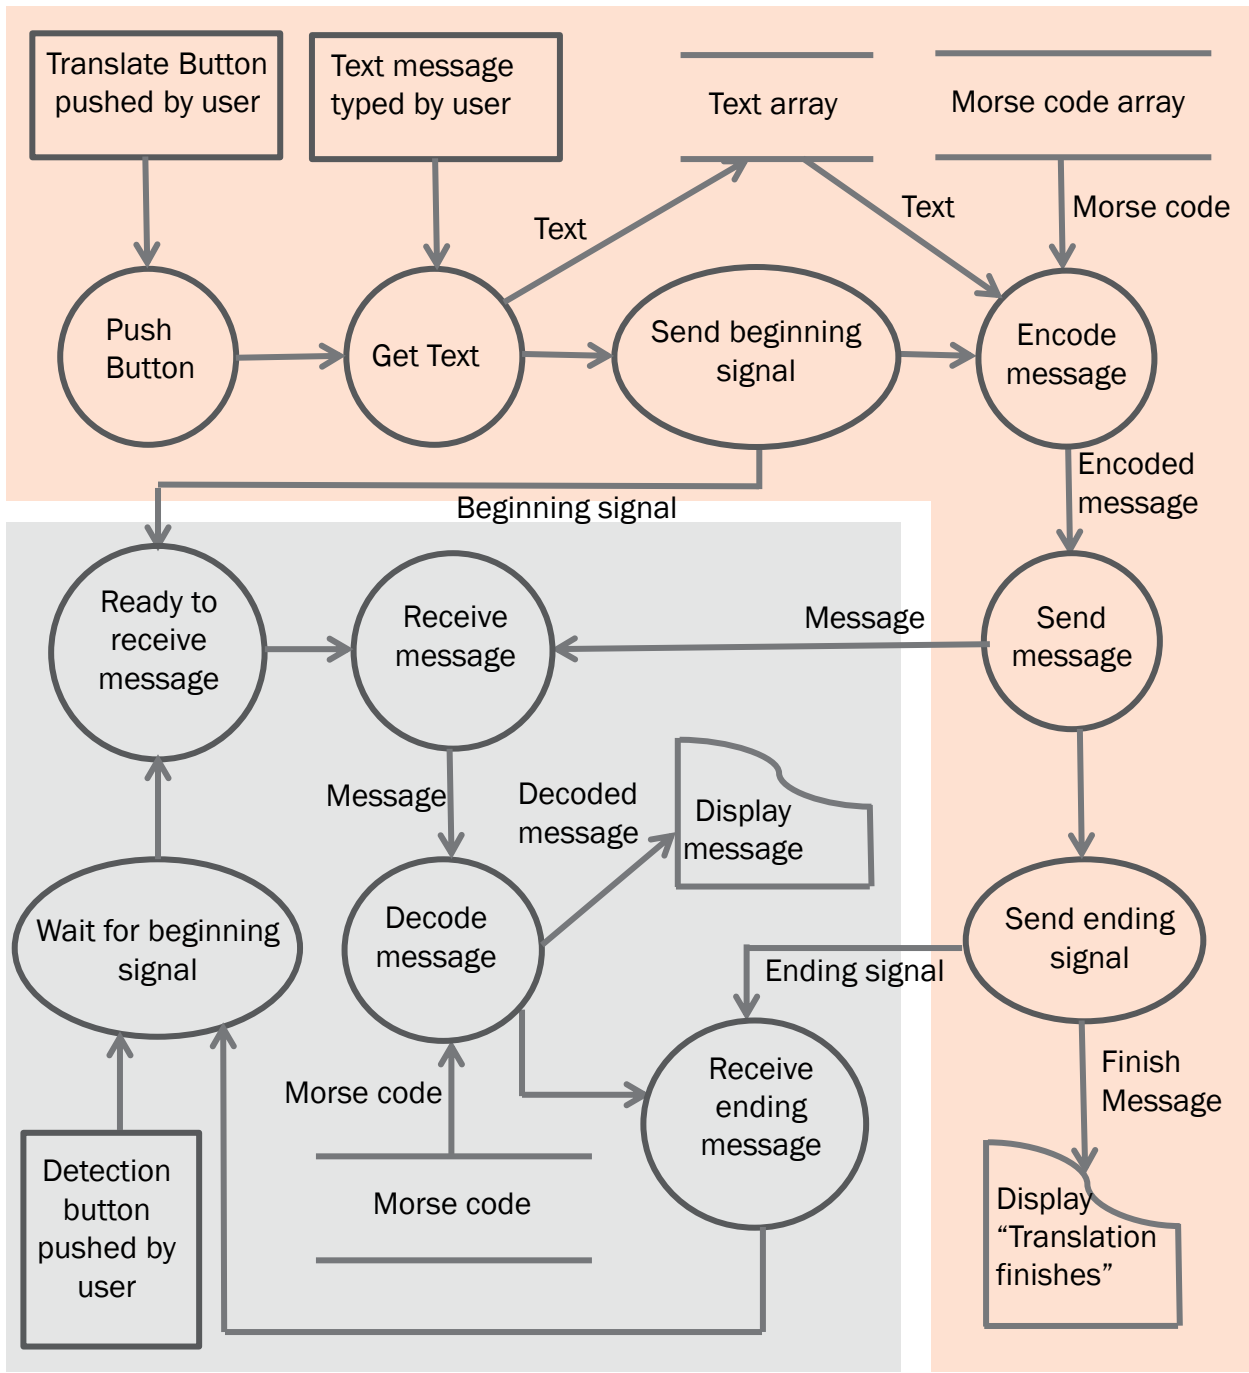 Translate Button
pushed by user
Text message
typed by user
Text array
Morse code array
Text
Text
Morse code
Push
Button
Get Text
Send beginning
signal
Encode
message
Encoded
message
Beginning signal
Ready to
receive
message
Receive
message
Message
Send
message
Message
Decoded
message
Display
message
Wait for beginning
signal
Decode
message
Send ending
signal
Ending signal
Morse code
Receive
ending
message
Finish
Message
Detection
button
pushed by
user
Morse code
Display
“Translation
finishes”